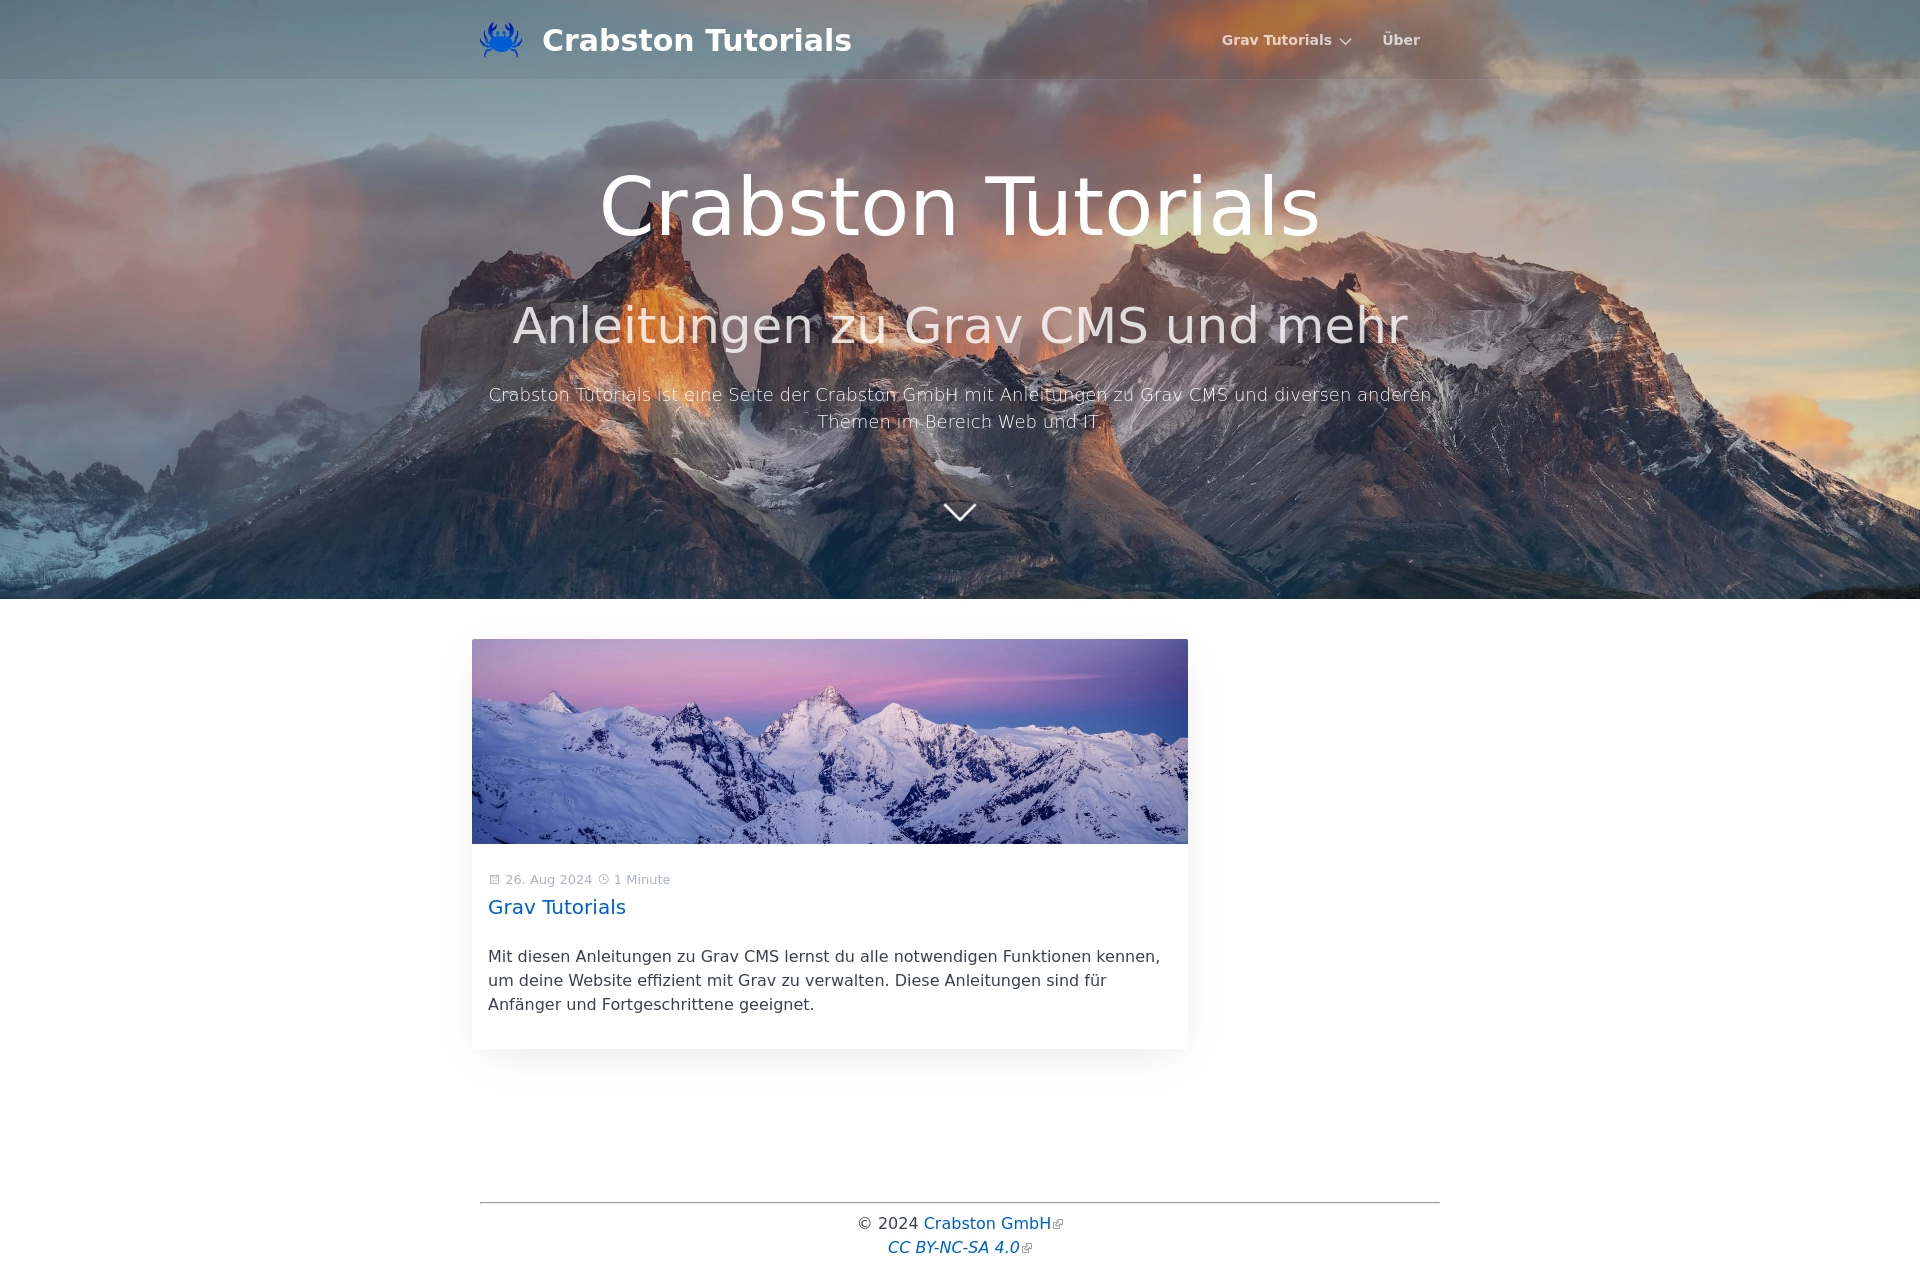 Crabston Tutorials
Grav Tutorials
Über
Crabston Tutorials
Anleitungen zu Grav CMS und mehr
Crabston Tutorials ist eine Seite der Crabston GmbH mit Anleitungen zu Grav CMS und diversen anderen
Themen im Bereich Web und IT.
26. Aug 2024 1 Minute
Grav Tutorials
Mit diesen Anleitungen zu Grav CMS lernst du alle notwendigen Funktionen kennen,
um deine Website effizient mit Grav zu verwalten. Diese Anleitungen sind für
Anfänger und Fortgeschrittene geeignet.
© 2024 Crabston GmbH
CC BY-NC-SA 4.0